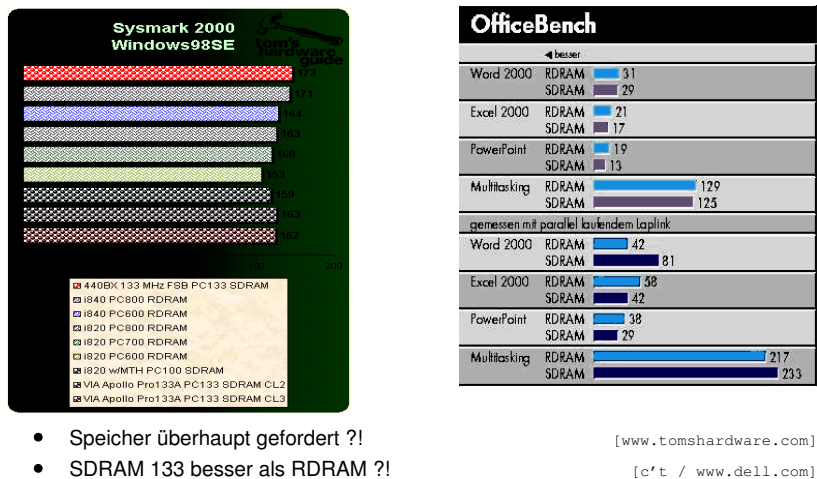 Sysmark 2000
Windows98SE
tom's
hardware
guide
173
171
164
163
160
153
159
163
162
150
200
440BX 133 MHz FSB PC133 SDRAM
i840 PC800 RDRAM
i840 PC600 RDRAM
i820 PC800 RDRAM
i820 PC700 RDRAM
i820 PC600 RDRAM
i820 w/MTH PC100 SDRAM
VIA Apollo Pro133A PC133 SDRAM CL2
VIA Apollo Pro133A PC133 SDRAM CL3
OfficeBench
◀ besser
Word 2000 RDRAM 31
SDRAM 29
Excel 2000 RDRAM 21
SDRAM 17
PowerPoint RDRAM 19
SDRAM 13
Multitasking RDRAM 129
SDRAM 125
gemessen mit parallel laufendem Laplink
Word 2000 RDRAM 42
SDRAM 81
Excel 2000 RDRAM 58
SDRAM 42
PowerPoint RDRAM 38
SDRAM 29
Multitasking RDRAM 217
SDRAM 233
• Speicher überhaupt gefordert ?!
[www.tomshardware.com]
• SDRAM 133 besser als RDRAM ?!
[c't / www.dell.com]